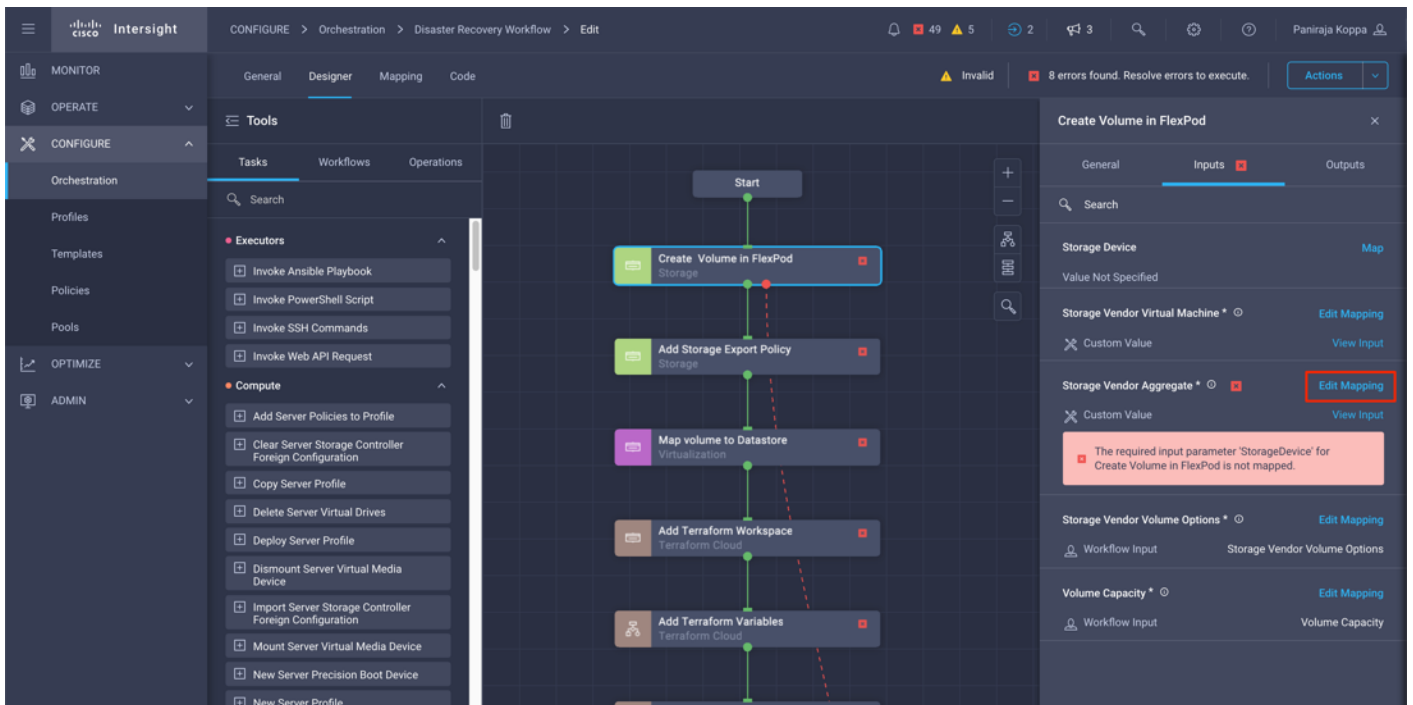 cisco Intersight
CONFIGURE > Orchestration > Disaster Recovery Workflow > Edit
49 5 2 3
Paniraja Koppa
MONITOR
OPERATE
CONFIGURE
Orchestration
Profiles
Templates
Policies
Pools
OPTIMIZE
ADMIN
General Designer Mapping Code
Invalid
8 errors found. Resolve errors to execute.
Actions
Tools
Tasks Workflows Operations
Search
Executors
Invoke Ansible Playbook
Invoke PowerShell Script
Invoke SSH Commands
Invoke Web API Request
Compute
Add Server Policies to Profile
Clear Server Storage Controller
Foreign Configuration
Copy Server Profile
Delete Server Virtual Drives
Deploy Server Profile
Dismount Server Virtual Media
Device
Import Server Storage Controller
Foreign Configuration
Mount Server Virtual Media Device
New Server Precision Boot Device
New Server Profile
Start
Create Volume in FlexPod
Storage
Add Storage Export Policy
Storage
Map volume to Datastore
Virtualization
Add Terraform Workspace
Terraform Cloud
Add Terraform Variables
Terraform Cloud
Create Volume in FlexPod
General Inputs Outputs
Search
Storage Device Map
Value Not Specified
Storage Vendor Virtual Machine * Edit Mapping
Custom Value View Input
Storage Vendor Aggregate * Edit Mapping
Custom Value View Input
The required input parameter 'StorageDevice' for
Create Volume in FlexPod is not mapped.
Storage Vendor Volume Options * Edit Mapping
Workflow Input Storage Vendor Volume Options
Volume Capacity * Edit Mapping
Workflow Input Volume Capacity